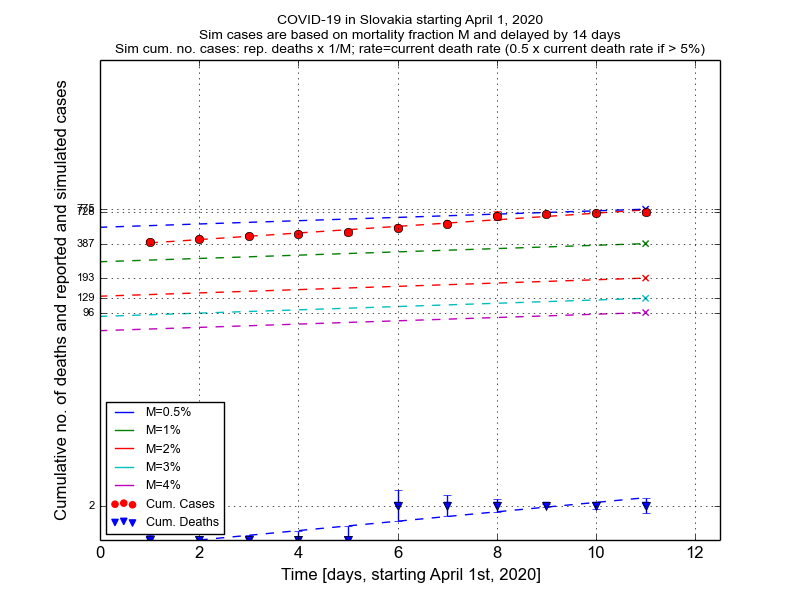 COVID-19 in Slovakia starting April 1, 2020
Sim cases are based on mortality fraction M and delayed by 14 days
Sim cum. no. cases: rep. deaths x 1/M; rate=current death rate (0.5 x current death rate if > 5%)
Cumulative no. of deaths and reported and simulated cases
775
728
387
193
129
96
2
M=0.5%
M=1%
M=2%
M=3%
M=4%
Cum. Cases
Cum. Deaths
0 2 4 6 8 10 12
Time [days, starting April 1st, 2020]